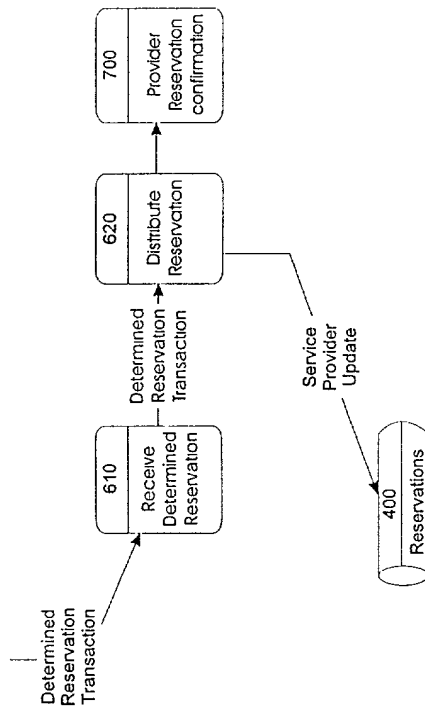 Determined
Reservation
Transaction
610
Receive
Determined
Reservation
Determined
Reservation
Transaction
620
Distribute
Reservation
700
Provider
Reservation
confirmation
Service
Provider
Update
400
Reservations